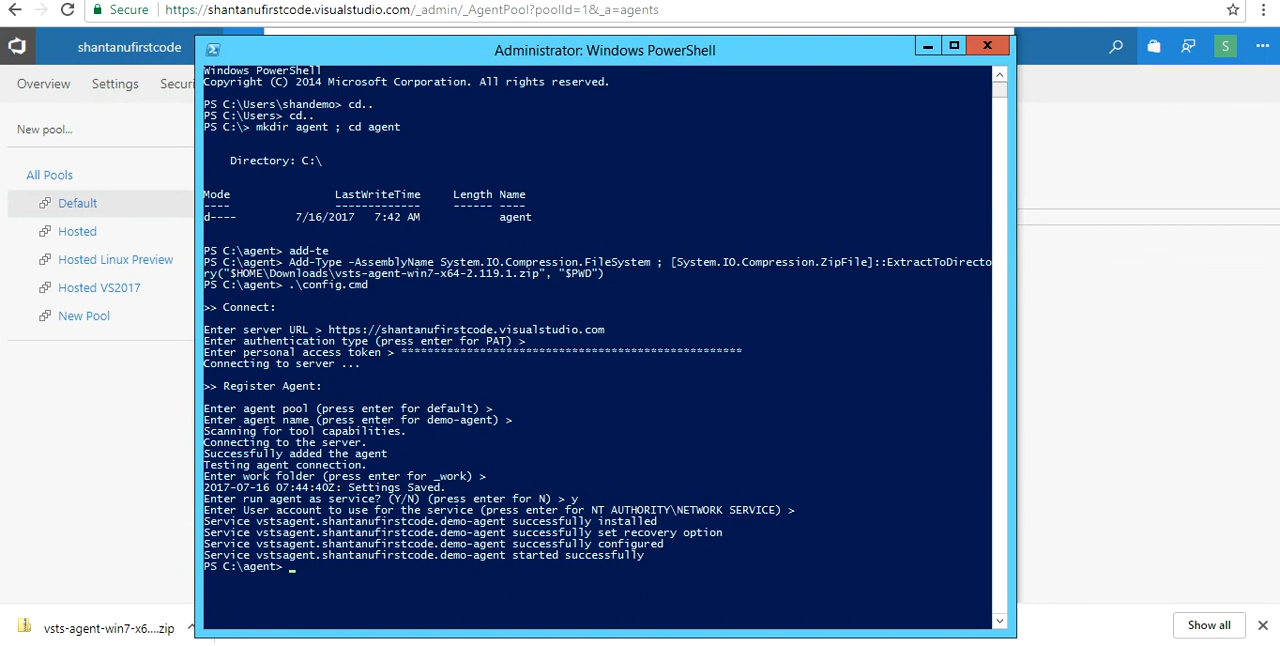 Secure
https://shantanufirstcode.visualstudio.com/_admin/_AgentPool?poolId=1&_a=agents
shantanufirstcode
S
Overview
Settings
Securi
New pool...
All Pools
Default
Hosted
Hosted Linux Preview
Hosted VS2017
New Pool
Administrator: Windows PowerShell
Windows PowerShell
Copyright (C) 2014 Microsoft Corporation. All rights reserved.
PS C:\Users\shandemo> cd..
PS C:\Users> cd..
PS C:\> mkdir agent ; cd agent
Directory: C:\
Mode LastWriteTime Length Name
---- ------------- ------ ----
d---- 7/16/2017 7:42 AM agent
PS C:\agent> add-te
PS C:\agent> Add-Type -AssemblyName System.IO.Compression.FileSystem ; [System.IO.Compression.ZipFile]::ExtractToDirecto
ry("$HOME\Downloads\vsts-agent-win7-x64-2.119.1.zip", "$PWD")
PS C:\agent> .\config.cmd
>> Connect:
Enter server URL > https://shantanufirstcode.visualstudio.com
Enter authentication type (press enter for PAT) >
Enter personal access token > ****************************************************
Connecting to server ...
>> Register Agent:
Enter agent pool (press enter for default) >
Enter agent name (press enter for demo-agent) >
Scanning for tool capabilities.
Connecting to the server.
Successfully added the agent
Testing agent connection.
Enter work folder (press enter for _work) >
2017-07-16 07:44:40Z: Settings Saved.
Enter run agent as service? (Y/N) (press enter for N) > y
Enter User account to use for the service (press enter for NT AUTHORITY\NETWORK SERVICE) >
Service vstsagent.shantanufirstcode.demo-agent successfully installed
Service vstsagent.shantanufirstcode.demo-agent successfully set recovery option
Service vstsagent.shantanufirstcode.demo-agent successfully configured
Service vstsagent.shantanufirstcode.demo-agent started successfully
PS C:\agent> _
vsts-agent-win7-x6....zip
Show all